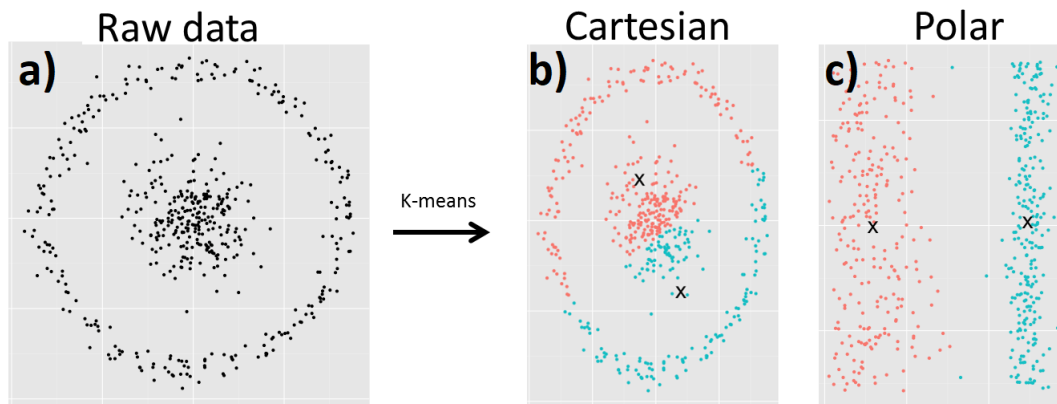 Raw data
Cartesian
Polar
a)
b)
c)
K-means
x
x
x
x